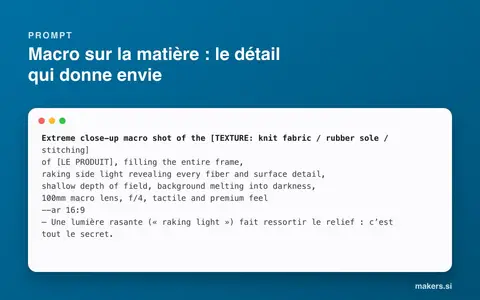 PROMPT
Macro sur la matière : le détail
qui donne envie
Extreme close-up macro shot of the [TEXTURE: knit fabric / rubber sole /
stitching]
of [LE PRODUIT], filling the entire frame,
raking side light revealing every fiber and surface detail,
shallow depth of field, background melting into darkness,
100mm macro lens, f/4, tactile and premium feel
--ar 16:9
— Une lumière rasante (« raking light ») fait ressortir le relief : c'est
tout le secret.
makers.si